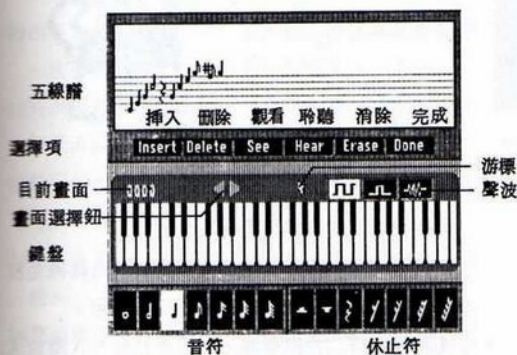 五線譜
插入 刪除 觀看 聆聽 消除 完成
選擇項
Insert Delete See Hear Erase Done
目前畫面
0000
游標
聲波
畫面選擇鈕
鍵盤
音符 休止符